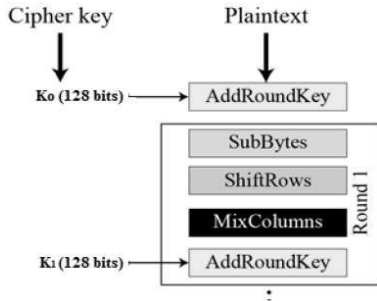 Cipher key Plaintext
K0 (128 bits) AddRoundKey
SubBytes
ShiftRows
MixColumns
Round 1
K1 (128 bits) AddRoundKey